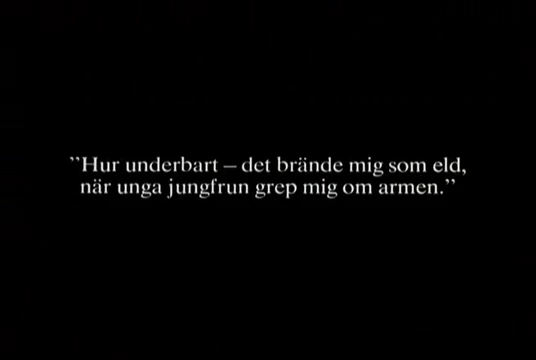 ”Hur underbart – det brände mig som eld,
när unga jungfrun grep mig om armen.”